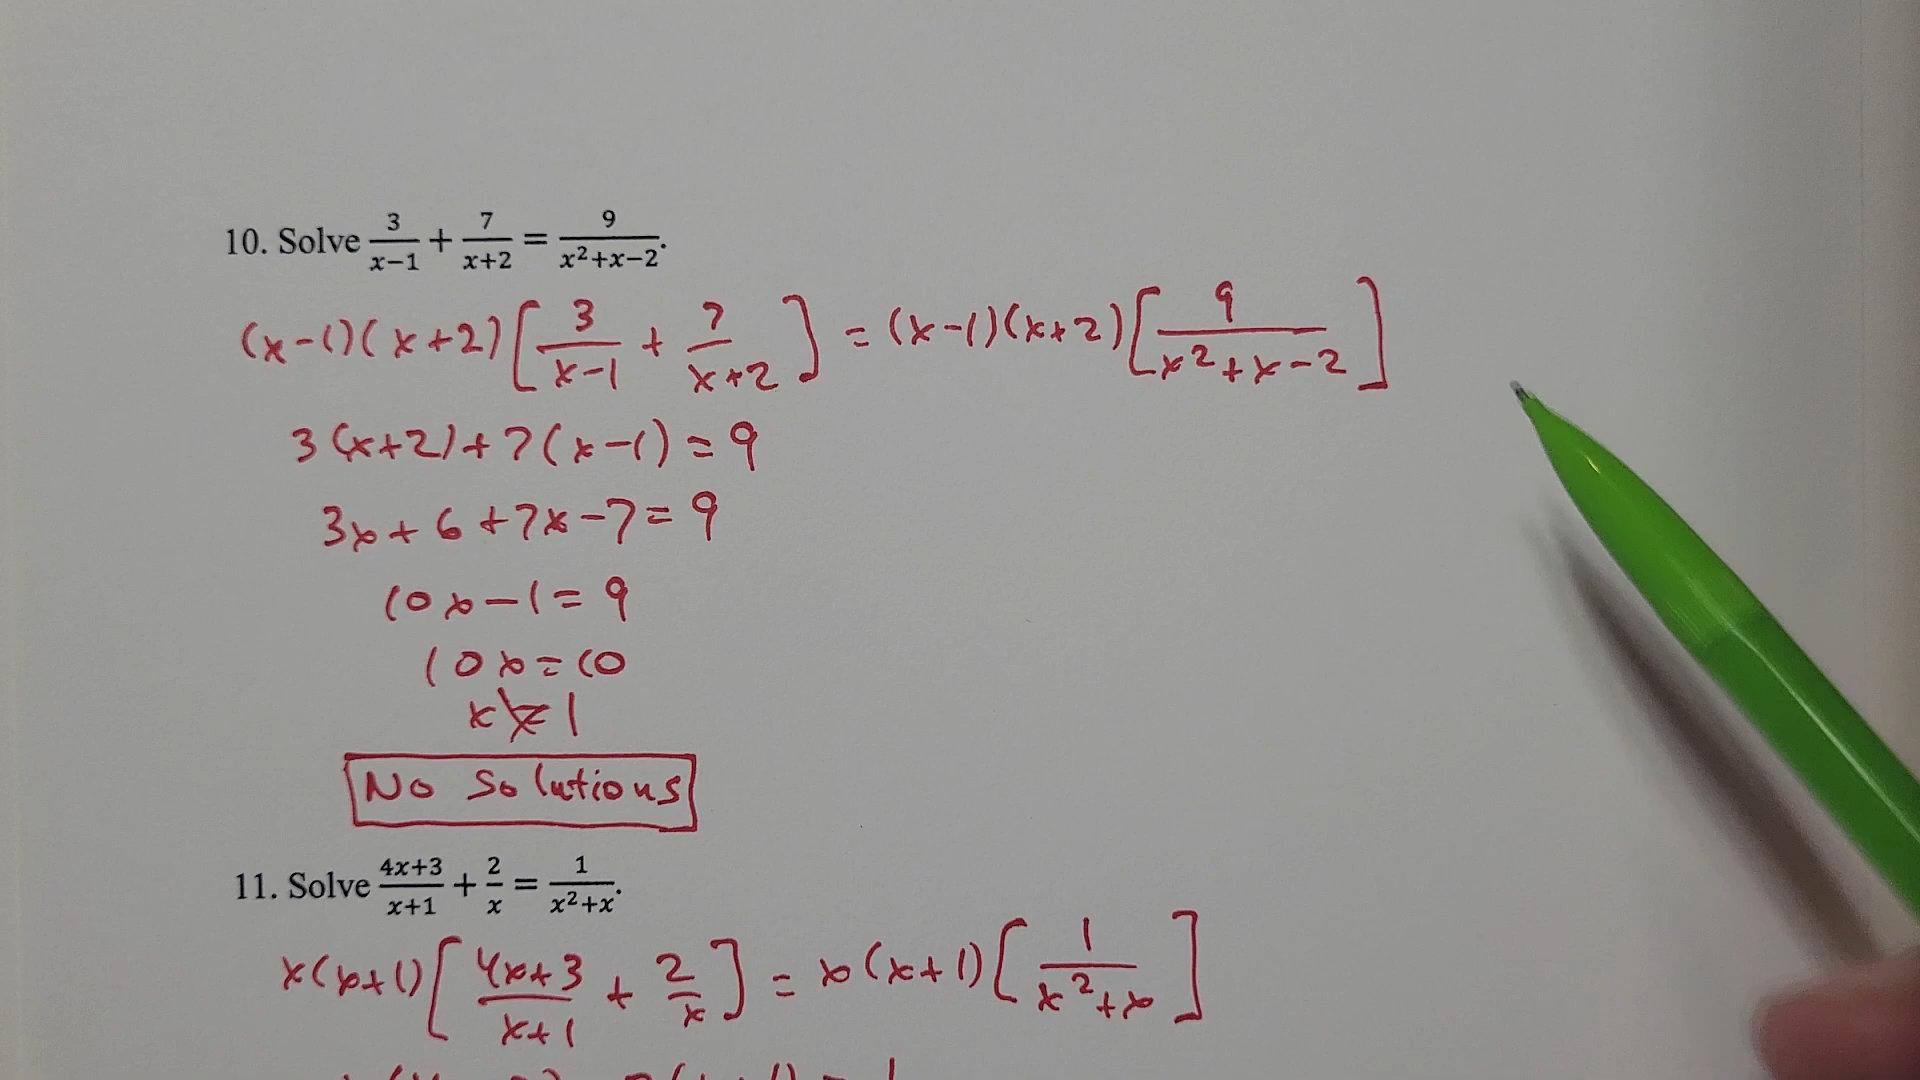 10. Solve 3/(x−1) + 7/(x+2) = 9/(x²+x−2).
(x-1)(x+2)[3/(x-1) + 7/(x+2)] = (x-1)(x+2)[9/(x²+x-2)]
3(x+2)+7(x-1)=9
3x+6+7x-7=9
10x-1=9
10x=10
x≠1
No Solutions
11. Solve (4x+3)/(x+1) + 2/x = 1/(x²+x).
x(x+1)[(4x+3)/(x+1) + 2/x] = x(x+1)[1/(x²+x)]